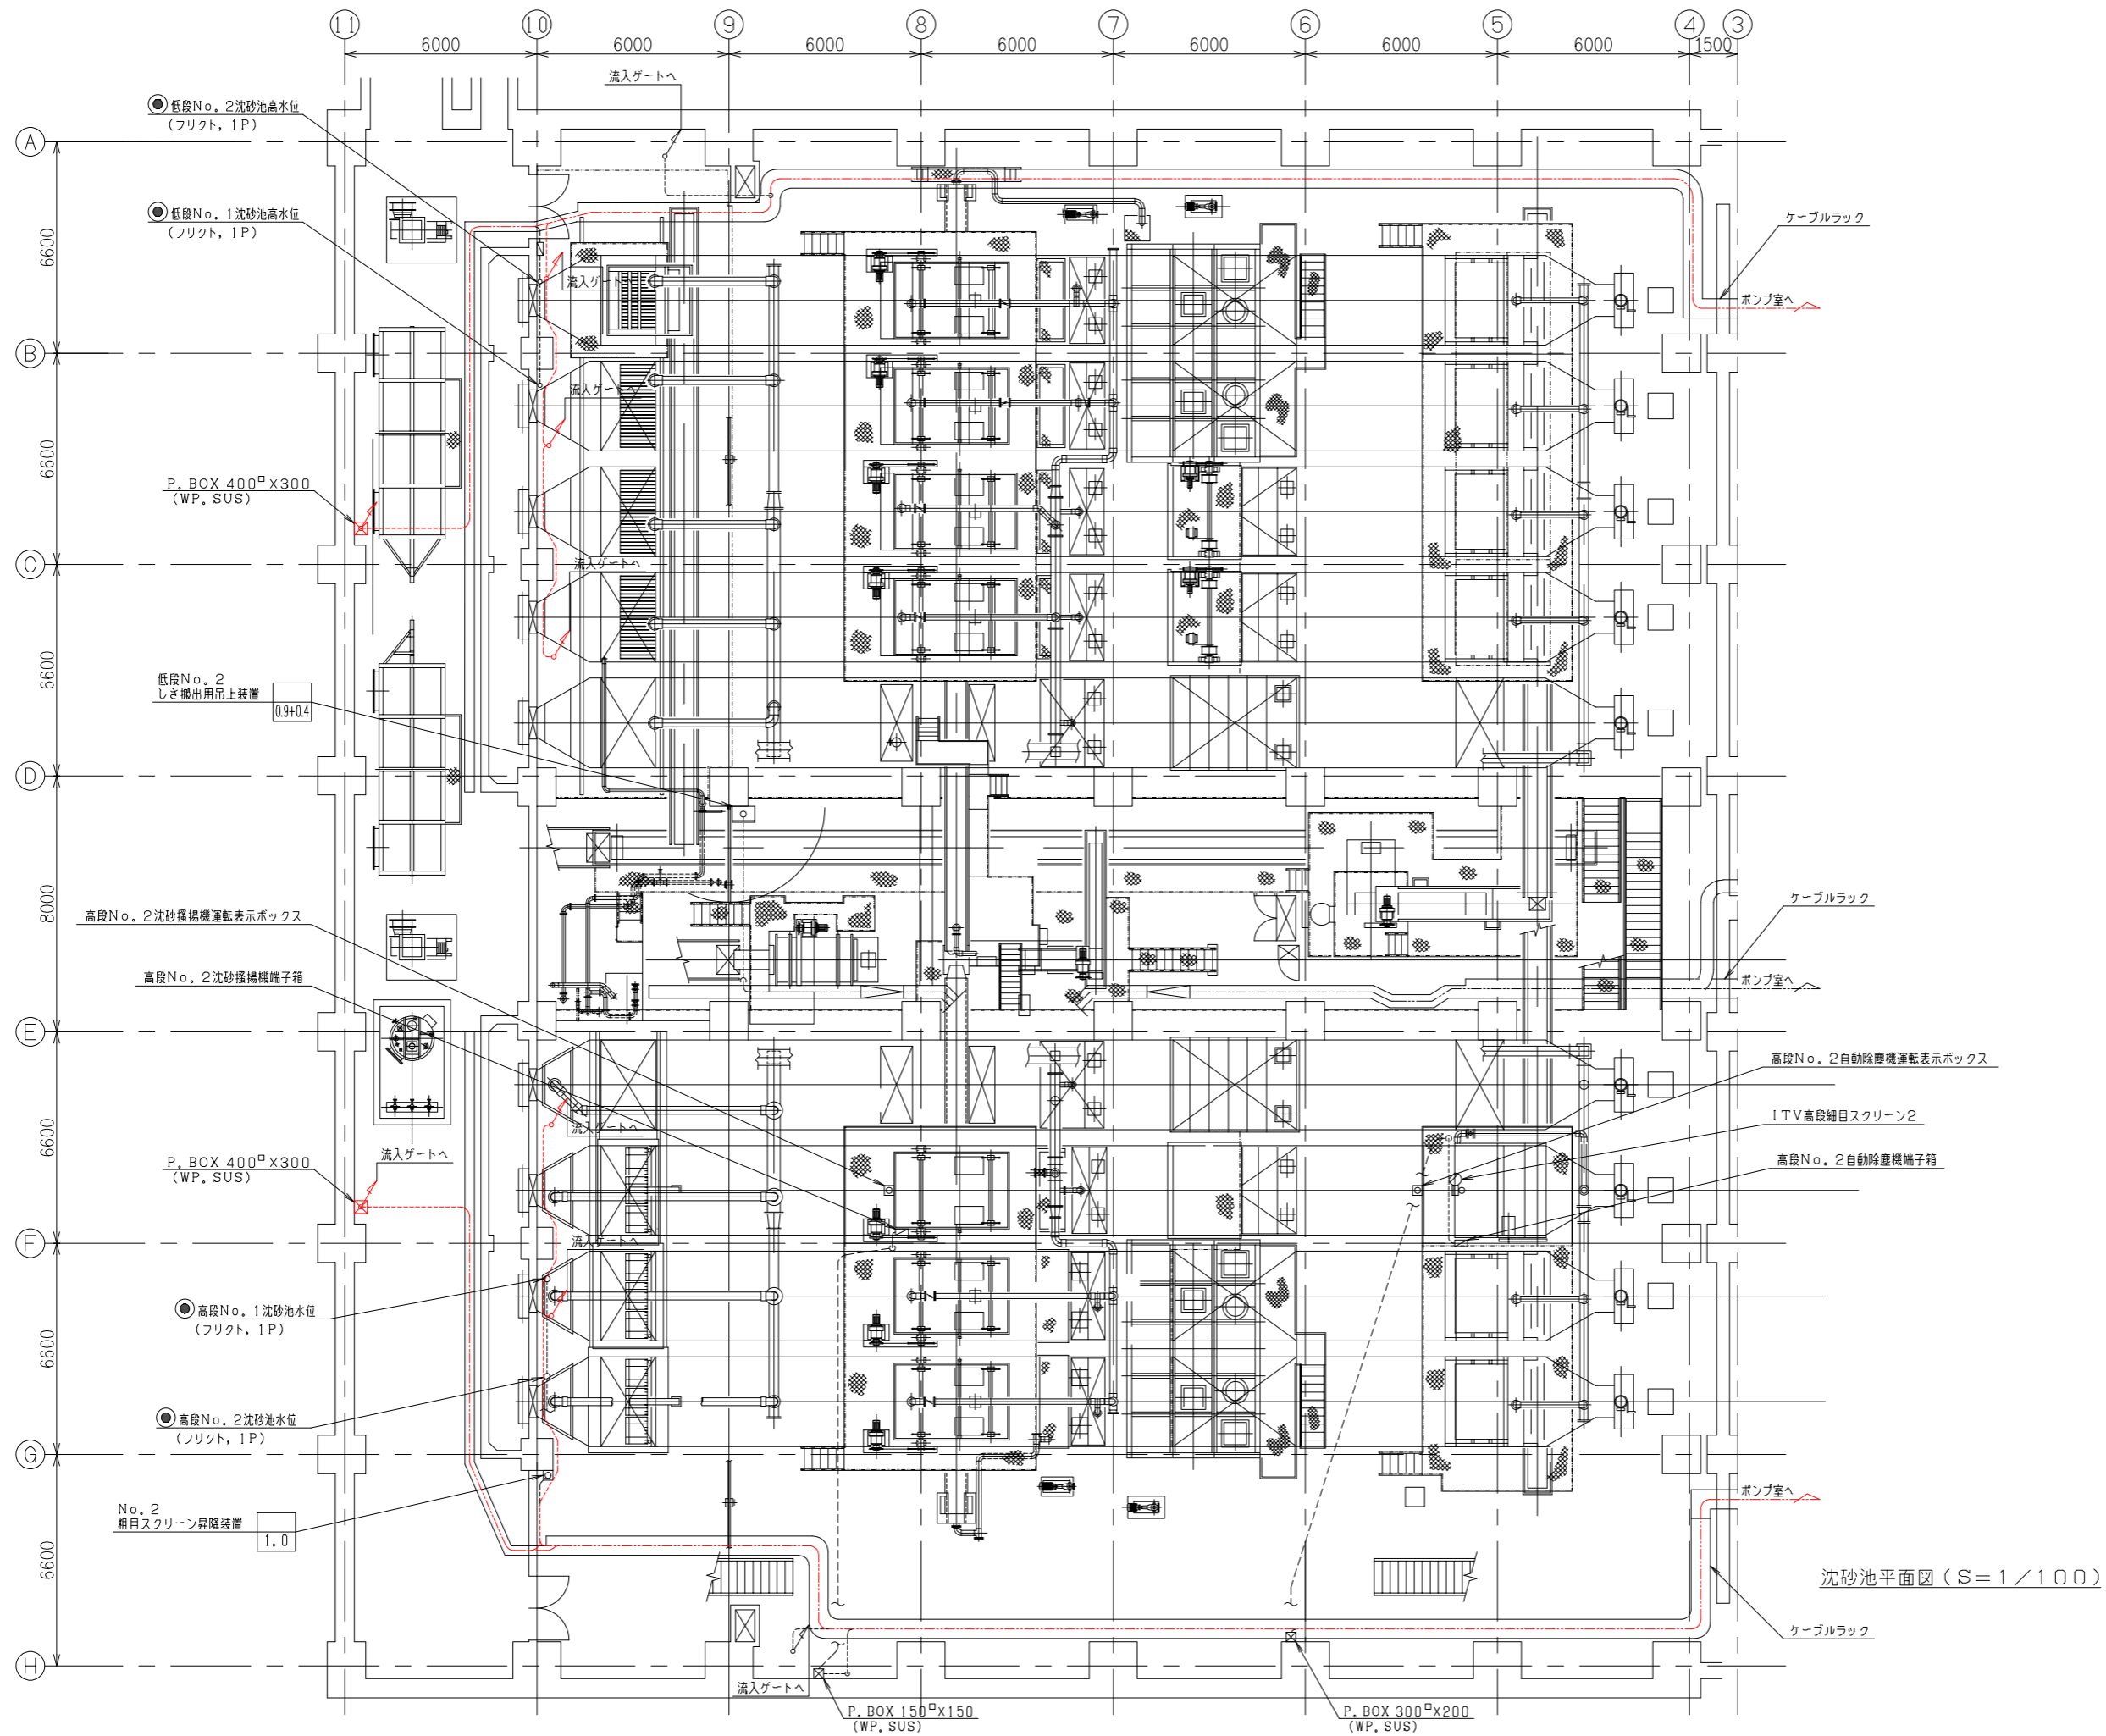 11 10 9 8 7 6 5 4 3
6000 6000 6000 6000 6000 6000 6000 1500
流入ゲートへ
低段No. 2沈砂池高水位
(フリクト, 1P)
A
低段No. 1沈砂池高水位
(フリクト, 1P)
ケーブルラック
6600
流入ゲートへ
ポンプ室へ
B
流入ゲートへ
6600
P. BOX 400□×300
(WP. SUS)
C
流入ゲートへ
6600
低段No. 2
しさ搬出用吊上装置
0.9+0.4
D
8000
ケーブルラック
高段No. 2沈砂掻揚機運転表示ボックス
高段No. 2沈砂掻揚機端子箱
ポンプ室へ
E
高段No. 2自動除塵機運転表示ボックス
ITV高段細目スクリーン2
流入ゲートへ
6600
流入ゲートへ
P. BOX 400□×300
(WP. SUS)
高段No. 2自動除塵機端子箱
F
流入ゲートへ
高段No. 1沈砂池水位
(フリクト, 1P)
6600
高段No. 2沈砂池水位
(フリクト, 1P)
G
ポンプ室へ
No. 2
粗目スクリーン昇降装置
1.0
6600
沈砂池平面図(S=1/100)
ケーブルラック
H
流入ゲートへ
P. BOX 150□×150
(WP. SUS)
P. BOX 300□×200
(WP. SUS)